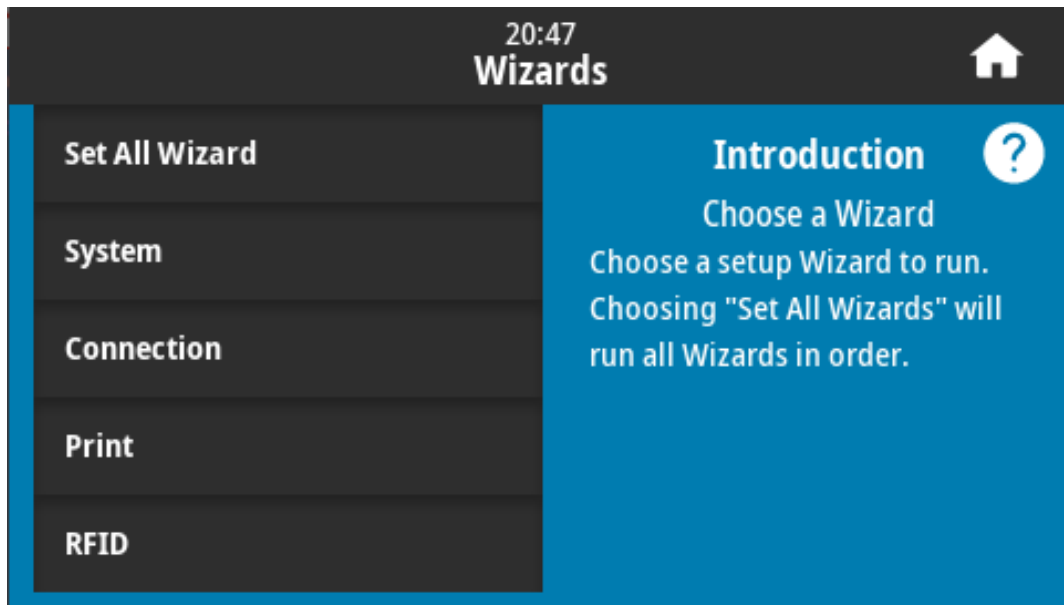 20:47
Wizards
Set All Wizard
System
Connection
Print
RFID
Introduction
?
Choose a Wizard
Choose a setup Wizard to run.
Choosing "Set All Wizards" will
run all Wizards in order.